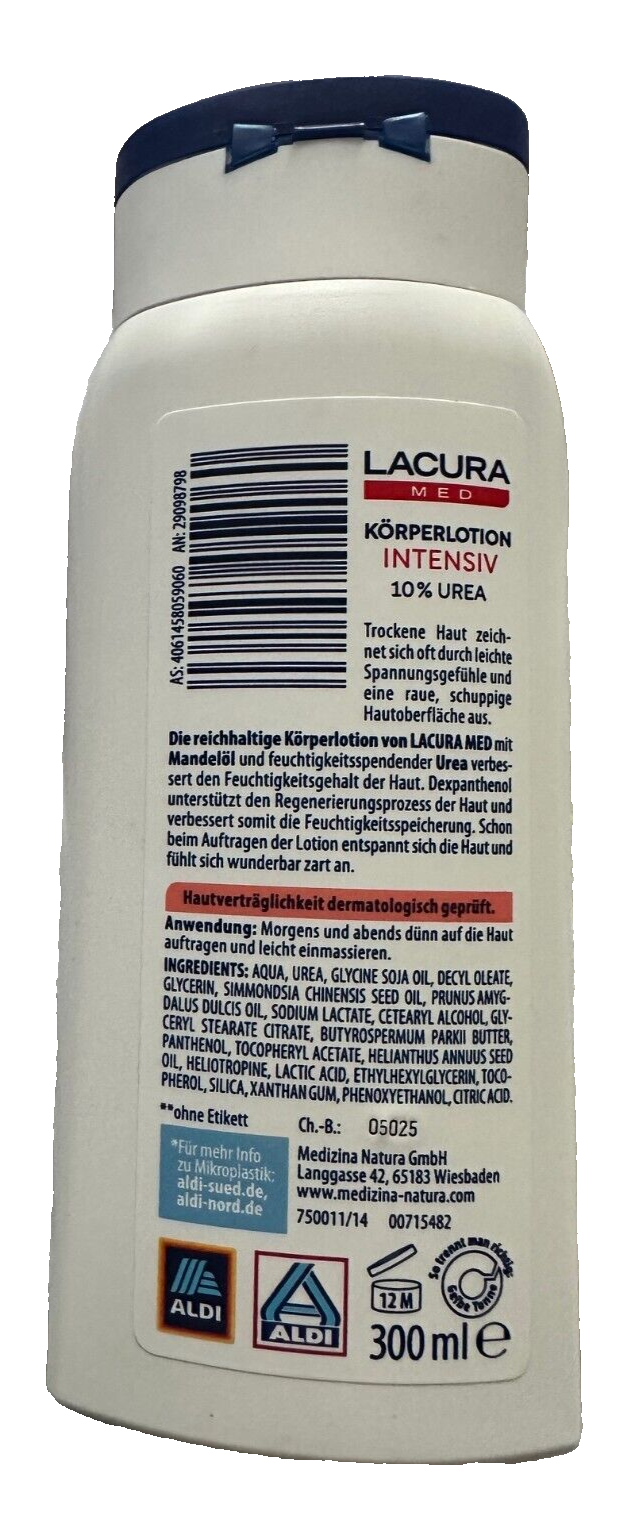 AS: 4061458059060 AN: 29098798
LACURA
MED
KÖRPERLOTION
INTENSIV
10% UREA
Trockene Haut zeich-
net sich oft durch leichte
Spannungsgefühle und
eine raue, schuppige
Hautoberfläche aus.
Die reichhaltige Körperlotion von LACURA MED mit
Mandelöl und feuchtigkeitsspendender Urea verbes-
sert den Feuchtigkeitsgehalt der Haut. Dexpanthenol
unterstützt den Regenerierungsprozess der Haut und
verbessert somit die Feuchtigkeitsspeicherung. Schon
beim Auftragen der Lotion entspannt sich die Haut und
fühlt sich wunderbar zart an.
Hautverträglichkeit dermatologisch geprüft.
Anwendung: Morgens und abends dünn auf die Haut
auftragen und leicht einmassieren.
INGREDIENTS: AQUA, UREA, GLYCINE SOJA OIL, DECYL OLEATE,
GLYCERIN, SIMMONDSIA CHINENSIS SEED OIL, PRUNUS AMYG-
DALUS DULCIS OIL, SODIUM LACTATE, CETEARYL ALCOHOL, GLY-
CERYL STEARATE CITRATE, BUTYROSPERMUM PARKII BUTTER,
PANTHENOL, TOCOPHERYL ACETATE, HELIANTHUS ANNUUS SEED
OIL, HELIOTROPINE, LACTIC ACID, ETHYLHEXYLGLYCERIN, TOCO-
PHEROL, SILICA, XANTHAN GUM, PHENOXYETHANOL, CITRIC ACID.
**ohne Etikett
Ch.-B.: 05025
*Für mehr Info
zu Mikroplastik:
aldi-sued.de,
aldi-nord.de
Medizina Natura GmbH
Langgasse 42, 65183 Wiesbaden
www.medizina-natura.com
750011/14 00715482
ALDI
ALDI
12 M
So trennt man richtig:
Gelbe Tonne
300 ml e